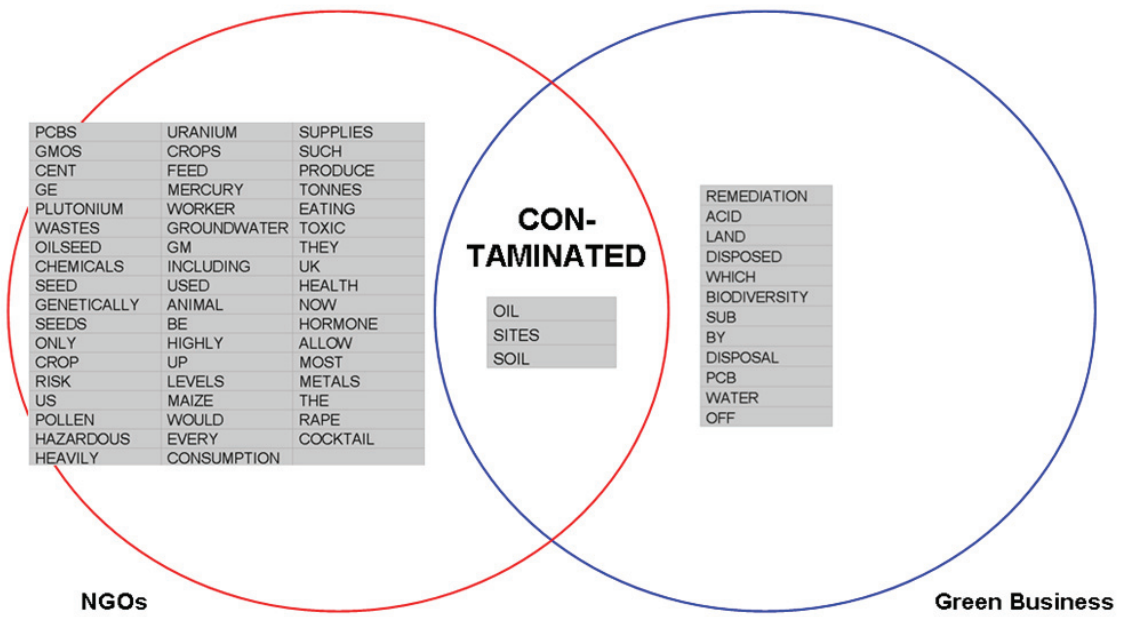 PCBS URANIUM SUPPLIES
GMOS CROPS SUCH
CENT FEED PRODUCE
GE MERCURY TONNES
PLUTONIUM WORKER EATING
WASTES GROUNDWATER TOXIC
OILSEED GM THEY
CHEMICALS INCLUDING UK
SEED USED HEALTH
GENETICALLY ANIMAL NOW
SEEDS BE HORMONE
ONLY HIGHLY ALLOW
CROP UP MOST
RISK LEVELS METALS
US MAIZE THE
POLLEN WOULD RAPE
HAZARDOUS EVERY COCKTAIL
HEAVILY CONSUMPTION
CON-
TAMINATED
OIL
SITES
SOIL
REMEDIATION
ACID
LAND
DISPOSED
WHICH
BIODIVERSITY
SUB
BY
DISPOSAL
PCB
WATER
OFF
NGOs
Green Business